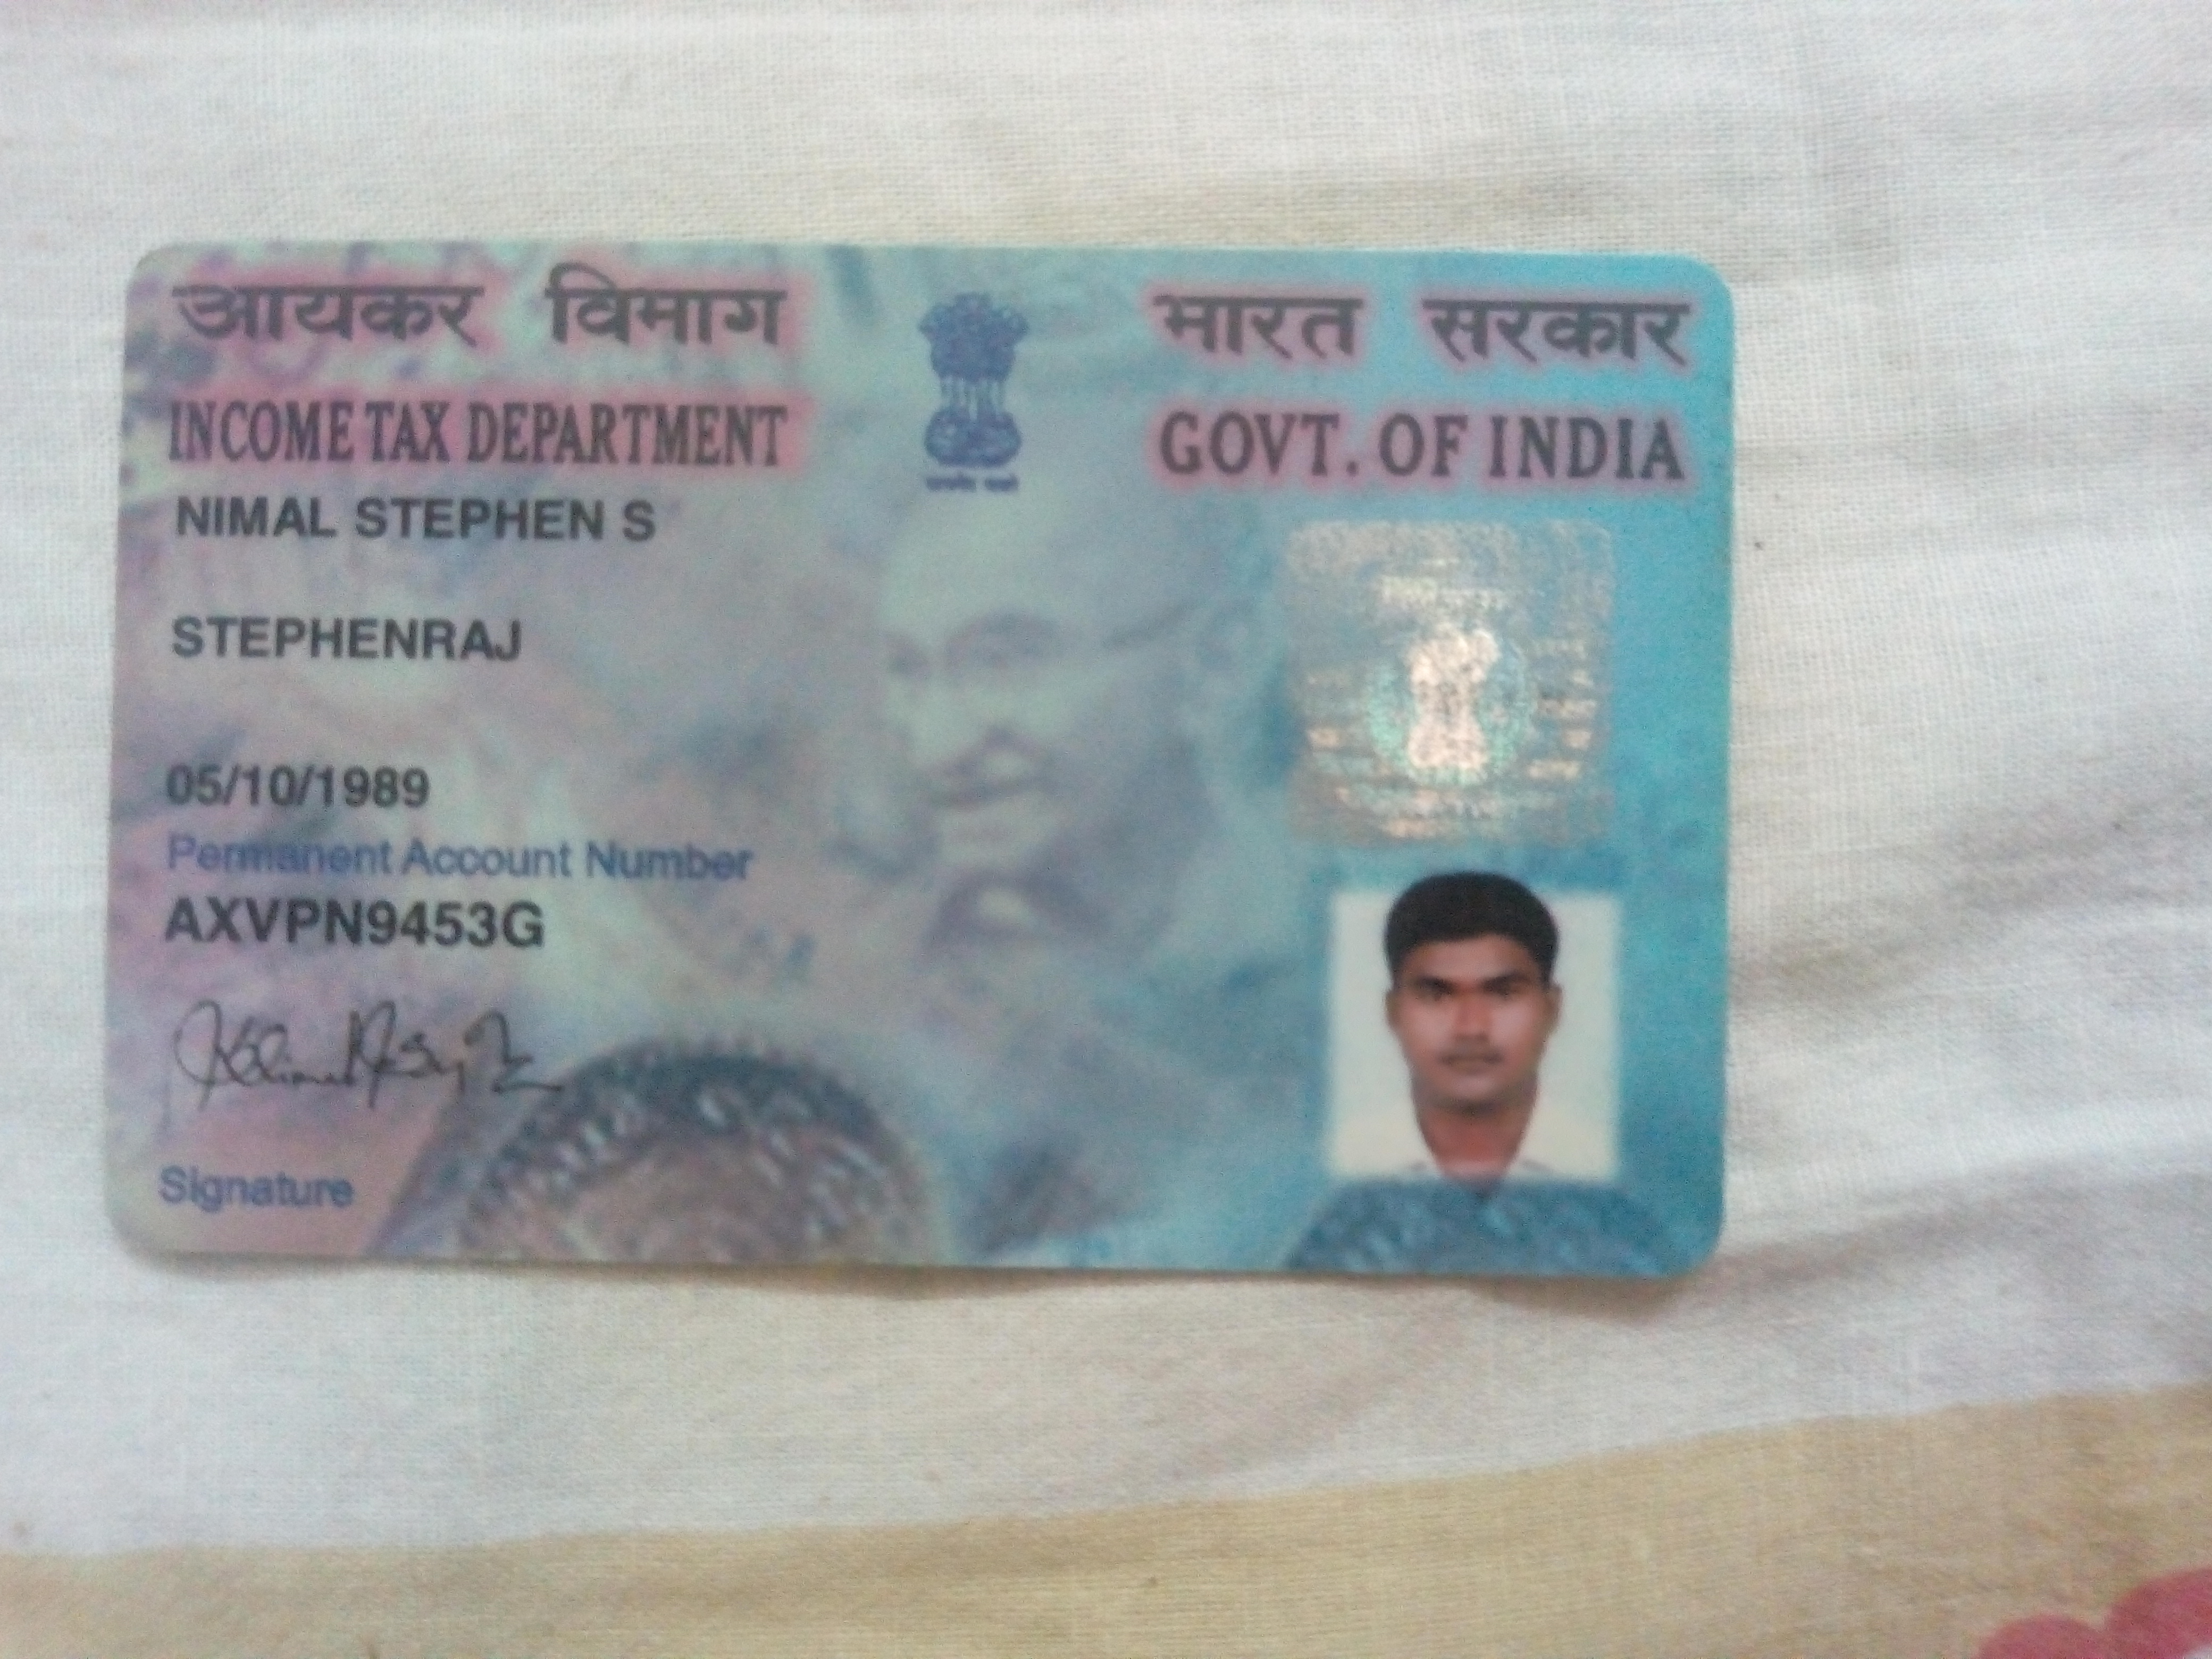 आयकर विभाग
INCOME TAX DEPARTMENT
भारत सरकार
GOVT. OF INDIA
NIMAL STEPHEN S
STEPHENRAJ
05/10/1989
Permanent Account Number
AXVPN9453G
Signature